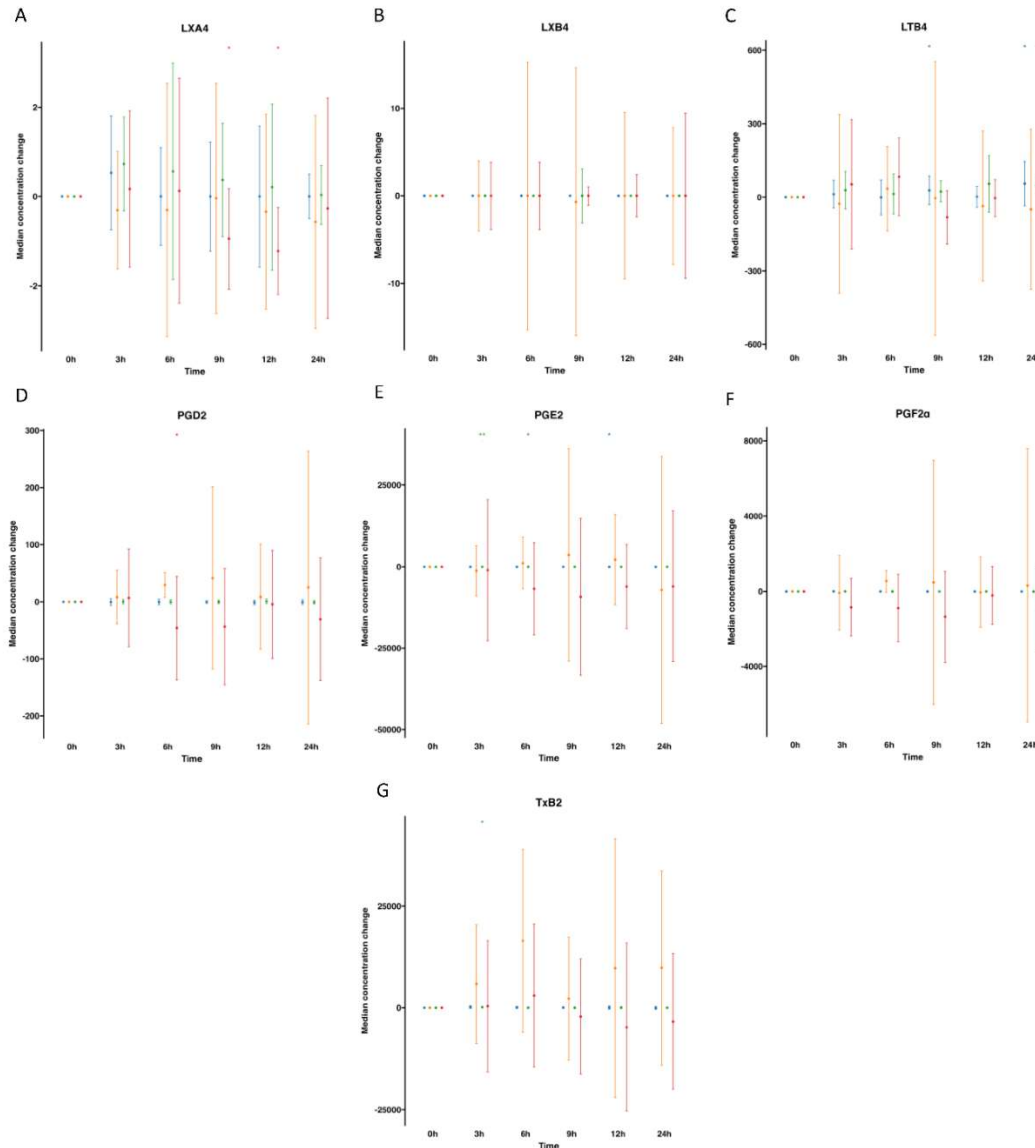 A
LXA4
Median concentration change
2
0
-2
0h 3h 6h 9h 12h 24h
Time
B
LXB4
Median concentration change
10
0
-10
0h 3h 6h 9h 12h 24h
Time
C
LTB4
Median concentration change
600
300
0
-300
-600
0h 3h 6h 9h 12h 24
Time
D
PGD2
Median concentration change
300
200
100
0
-100
-200
0h 3h 6h 9h 12h 24h
Time
E
PGE2
Median concentration change
25000
0
-25000
-50000
0h 3h 6h 9h 12h 24h
Time
F
PGF2α
Median concentration change
8000
4000
0
-4000
0h 3h 6h 9h 12h 24
Time
G
TxB2
Median concentration change
25000
0
-25000
0h 3h 6h 9h 12h 24h
Time